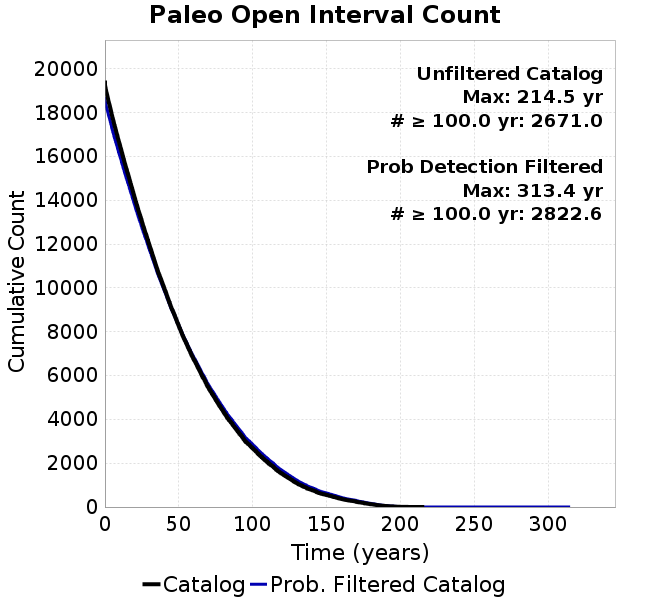 Paleo Open Interval Count
Unfiltered Catalog
Max: 214.5 yr
# ≥ 100.0 yr: 2671.0
Prob Detection Filtered
Max: 313.4 yr
# ≥ 100.0 yr: 2822.6
Cumulative Count
20000
18000
16000
14000
12000
10000
8000
6000
4000
2000
0
0 50 100 150 200 250 300
Time (years)
Catalog Prob. Filtered Catalog